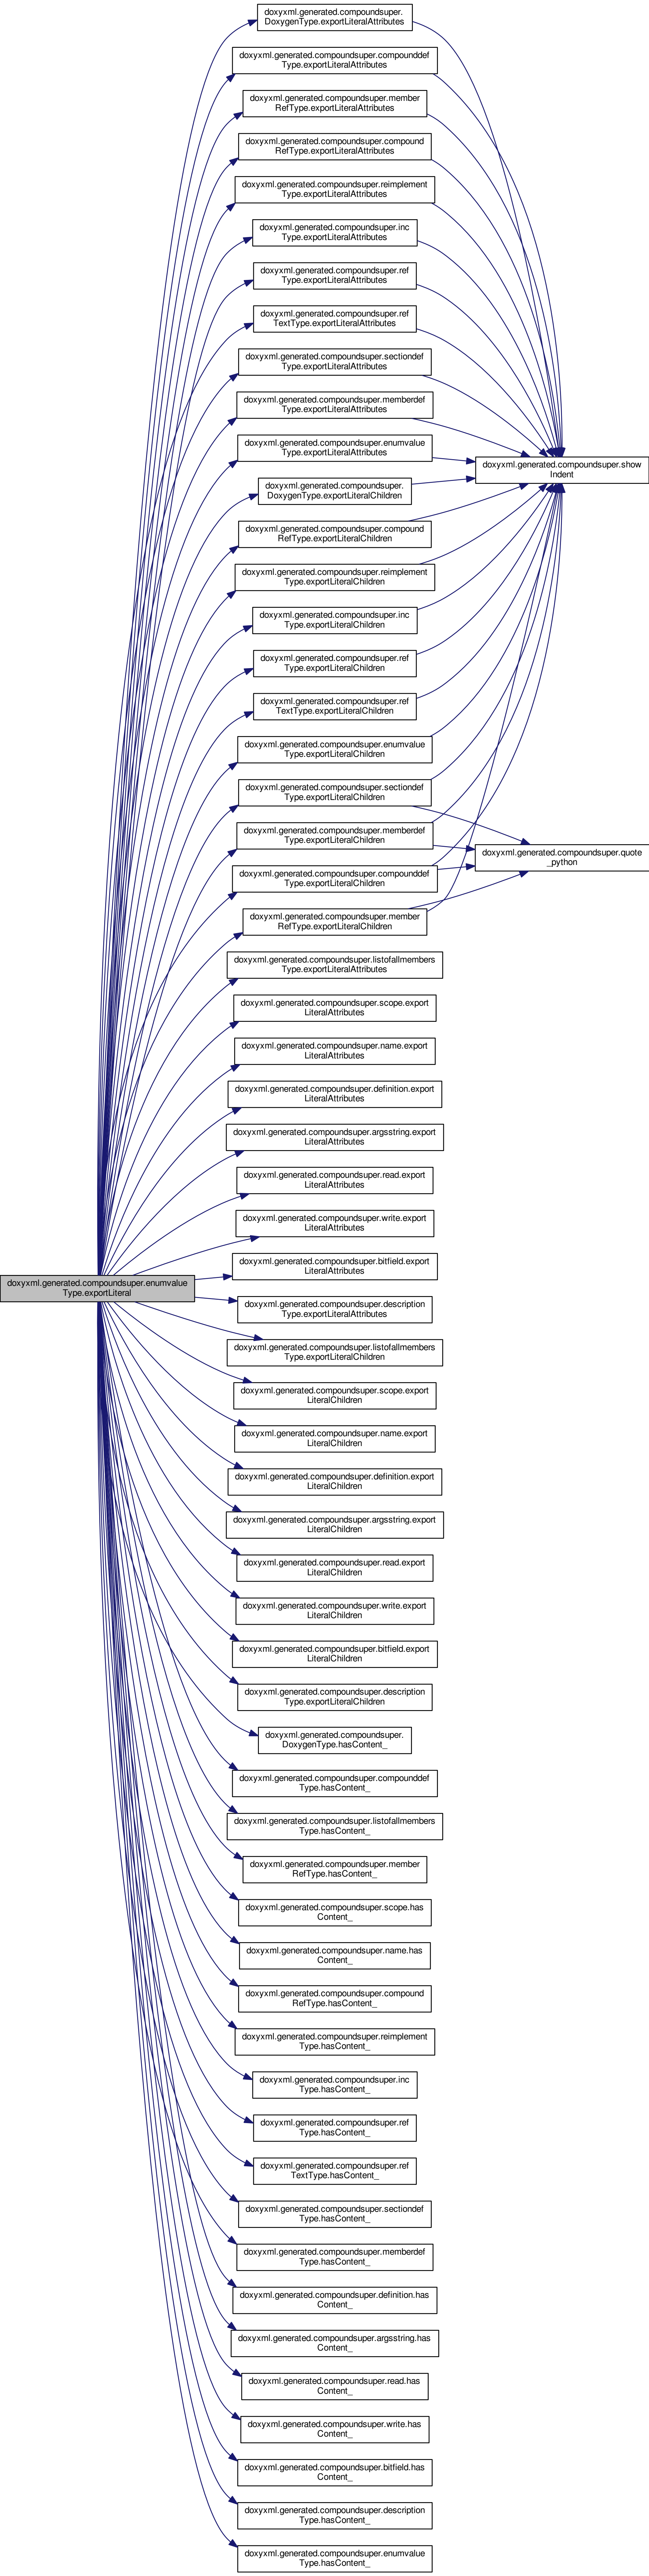 doxyxml.generated.compoundsuper.
DoxygenType.exportLiteralAttributes
doxyxml.generated.compoundsuper.compounddef
Type.exportLiteralAttributes
doxyxml.generated.compoundsuper.member
RefType.exportLiteralAttributes
doxyxml.generated.compoundsuper.compound
RefType.exportLiteralAttributes
doxyxml.generated.compoundsuper.reimplement
Type.exportLiteralAttributes
doxyxml.generated.compoundsuper.inc
Type.exportLiteralAttributes
doxyxml.generated.compoundsuper.ref
Type.exportLiteralAttributes
doxyxml.generated.compoundsuper.ref
TextType.exportLiteralAttributes
doxyxml.generated.compoundsuper.sectiondef
Type.exportLiteralAttributes
doxyxml.generated.compoundsuper.memberdef
Type.exportLiteralAttributes
doxyxml.generated.compoundsuper.enumvalue
Type.exportLiteralAttributes
doxyxml.generated.compoundsuper.show
Indent
doxyxml.generated.compoundsuper.
DoxygenType.exportLiteralChildren
doxyxml.generated.compoundsuper.compound
RefType.exportLiteralChildren
doxyxml.generated.compoundsuper.reimplement
Type.exportLiteralChildren
doxyxml.generated.compoundsuper.inc
Type.exportLiteralChildren
doxyxml.generated.compoundsuper.ref
Type.exportLiteralChildren
doxyxml.generated.compoundsuper.ref
TextType.exportLiteralChildren
doxyxml.generated.compoundsuper.enumvalue
Type.exportLiteralChildren
doxyxml.generated.compoundsuper.sectiondef
Type.exportLiteralChildren
doxyxml.generated.compoundsuper.memberdef
Type.exportLiteralChildren
doxyxml.generated.compoundsuper.quote
_python
doxyxml.generated.compoundsuper.compounddef
Type.exportLiteralChildren
doxyxml.generated.compoundsuper.member
RefType.exportLiteralChildren
doxyxml.generated.compoundsuper.listofallmembers
Type.exportLiteralAttributes
doxyxml.generated.compoundsuper.scope.export
LiteralAttributes
doxyxml.generated.compoundsuper.name.export
LiteralAttributes
doxyxml.generated.compoundsuper.definition.export
LiteralAttributes
doxyxml.generated.compoundsuper.argsstring.export
LiteralAttributes
doxyxml.generated.compoundsuper.read.export
LiteralAttributes
doxyxml.generated.compoundsuper.write.export
LiteralAttributes
doxyxml.generated.compoundsuper.bitfield.export
LiteralAttributes
doxyxml.generated.compoundsuper.enumvalue
Type.exportLiteral
doxyxml.generated.compoundsuper.description
Type.exportLiteralAttributes
doxyxml.generated.compoundsuper.listofallmembers
Type.exportLiteralChildren
doxyxml.generated.compoundsuper.scope.export
LiteralChildren
doxyxml.generated.compoundsuper.name.export
LiteralChildren
doxyxml.generated.compoundsuper.definition.export
LiteralChildren
doxyxml.generated.compoundsuper.argsstring.export
LiteralChildren
doxyxml.generated.compoundsuper.read.export
LiteralChildren
doxyxml.generated.compoundsuper.write.export
LiteralChildren
doxyxml.generated.compoundsuper.bitfield.export
LiteralChildren
doxyxml.generated.compoundsuper.description
Type.exportLiteralChildren
doxyxml.generated.compoundsuper.
DoxygenType.hasContent_
doxyxml.generated.compoundsuper.compounddef
Type.hasContent_
doxyxml.generated.compoundsuper.listofallmembers
Type.hasContent_
doxyxml.generated.compoundsuper.member
RefType.hasContent_
doxyxml.generated.compoundsuper.scope.has
Content_
doxyxml.generated.compoundsuper.name.has
Content_
doxyxml.generated.compoundsuper.compound
RefType.hasContent_
doxyxml.generated.compoundsuper.reimplement
Type.hasContent_
doxyxml.generated.compoundsuper.inc
Type.hasContent_
doxyxml.generated.compoundsuper.ref
Type.hasContent_
doxyxml.generated.compoundsuper.ref
TextType.hasContent_
doxyxml.generated.compoundsuper.sectiondef
Type.hasContent_
doxyxml.generated.compoundsuper.memberdef
Type.hasContent_
doxyxml.generated.compoundsuper.definition.has
Content_
doxyxml.generated.compoundsuper.argsstring.has
Content_
doxyxml.generated.compoundsuper.read.has
Content_
doxyxml.generated.compoundsuper.write.has
Content_
doxyxml.generated.compoundsuper.bitfield.has
Content_
doxyxml.generated.compoundsuper.description
Type.hasContent_
doxyxml.generated.compoundsuper.enumvalue
Type.hasContent_